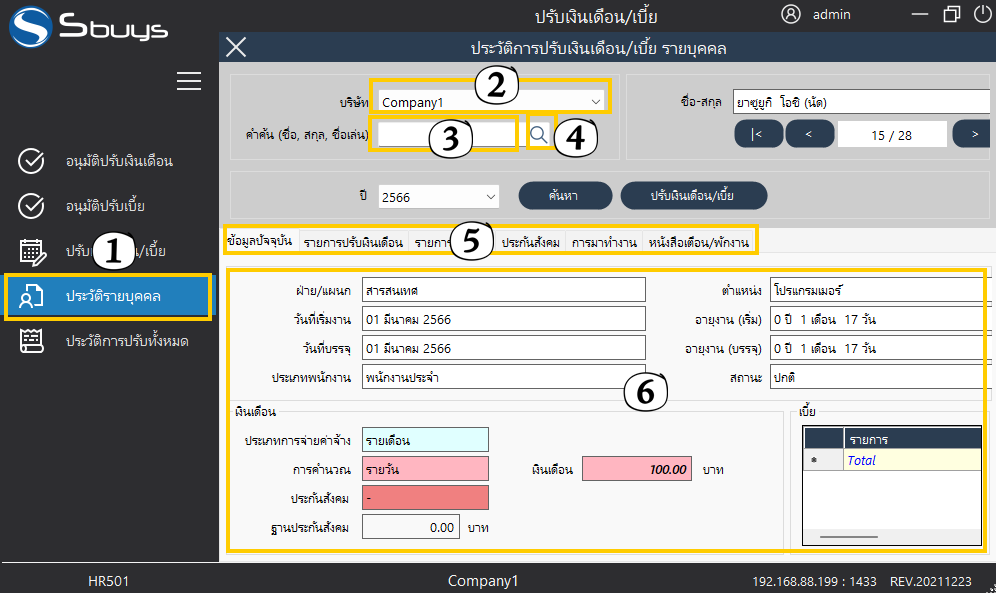 Sbuys
ปรับเงินเดือน/เบี้ย
admin
ประวัติการปรับเงินเดือน/เบี้ย รายบุคคล
อนุมัติปรับเงินเดือน
อนุมัติปรับเบี้ย
1
ประวัติรายบุคคล
ประวัติการปรับทั้งหมด
บริษัท
Company1
2
คำค้น (ชื่อ, สกุล, ชื่อเล่น)
3
4
ชื่อ-สกุล
ยาซูยูกิ โอชิ (นัด)
|<
<
15 / 28
>
ปี
2566
ค้นหา
ปรับเงินเดือน/เบี้ย
ข้อมูลปัจจุบัน
รายการปรับเงินเดือน
5
ประกันสังคม
การมาทำงาน
หนังสือเตือน/พักงาน
ฝ่าย/แผนก
สารสนเทศ
ตำแหน่ง
โปรแกรมเมอร์
วันที่เริ่มงาน
01 มีนาคม 2566
อายุงาน (เริ่ม)
0 ปี 1 เดือน 17 วัน
วันที่บรรจุ
01 มีนาคม 2566
อายุงาน (บรรจุ)
0 ปี 1 เดือน 17 วัน
ประเภทพนักงาน
พนักงานประจำ
6
สถานะ
ปกติ
เงินเดือน
ประเภทการจ่ายค่าจ้าง
รายเดือน
การคำนวณ
รายวัน
เงินเดือน
100.00
บาท
ประกันสังคม
-
ฐานประกันสังคม
0.00
บาท
เบี้ย
รายการ
*
Total
HR501
Company1
192.168.88.199 : 1433
REV.20211223